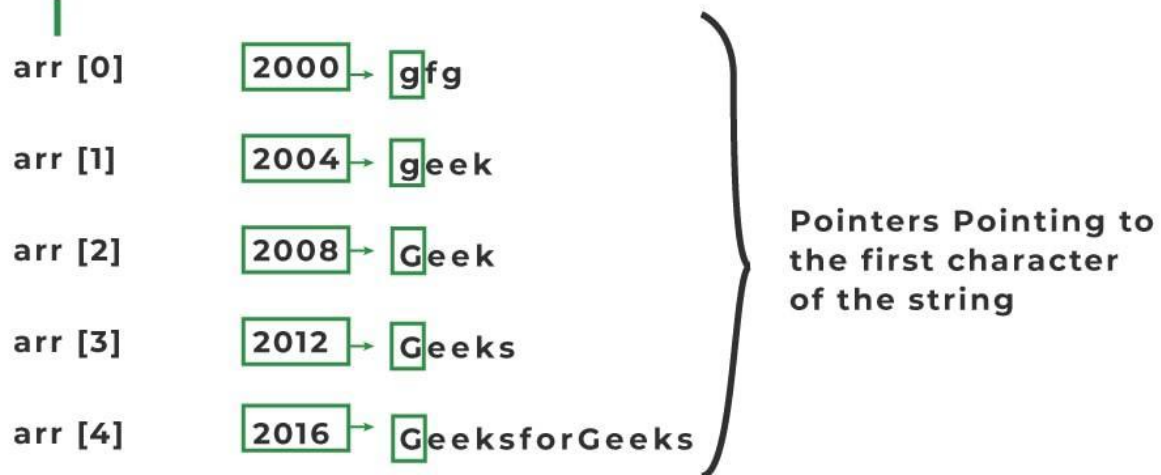 arr [0] 2000 gfg
arr [1] 2004 geek
arr [2] 2008 Geek
arr [3] 2012 Geeks
arr [4] 2016 GeeksforGeeks
Pointers Pointing to
the first character
of the string